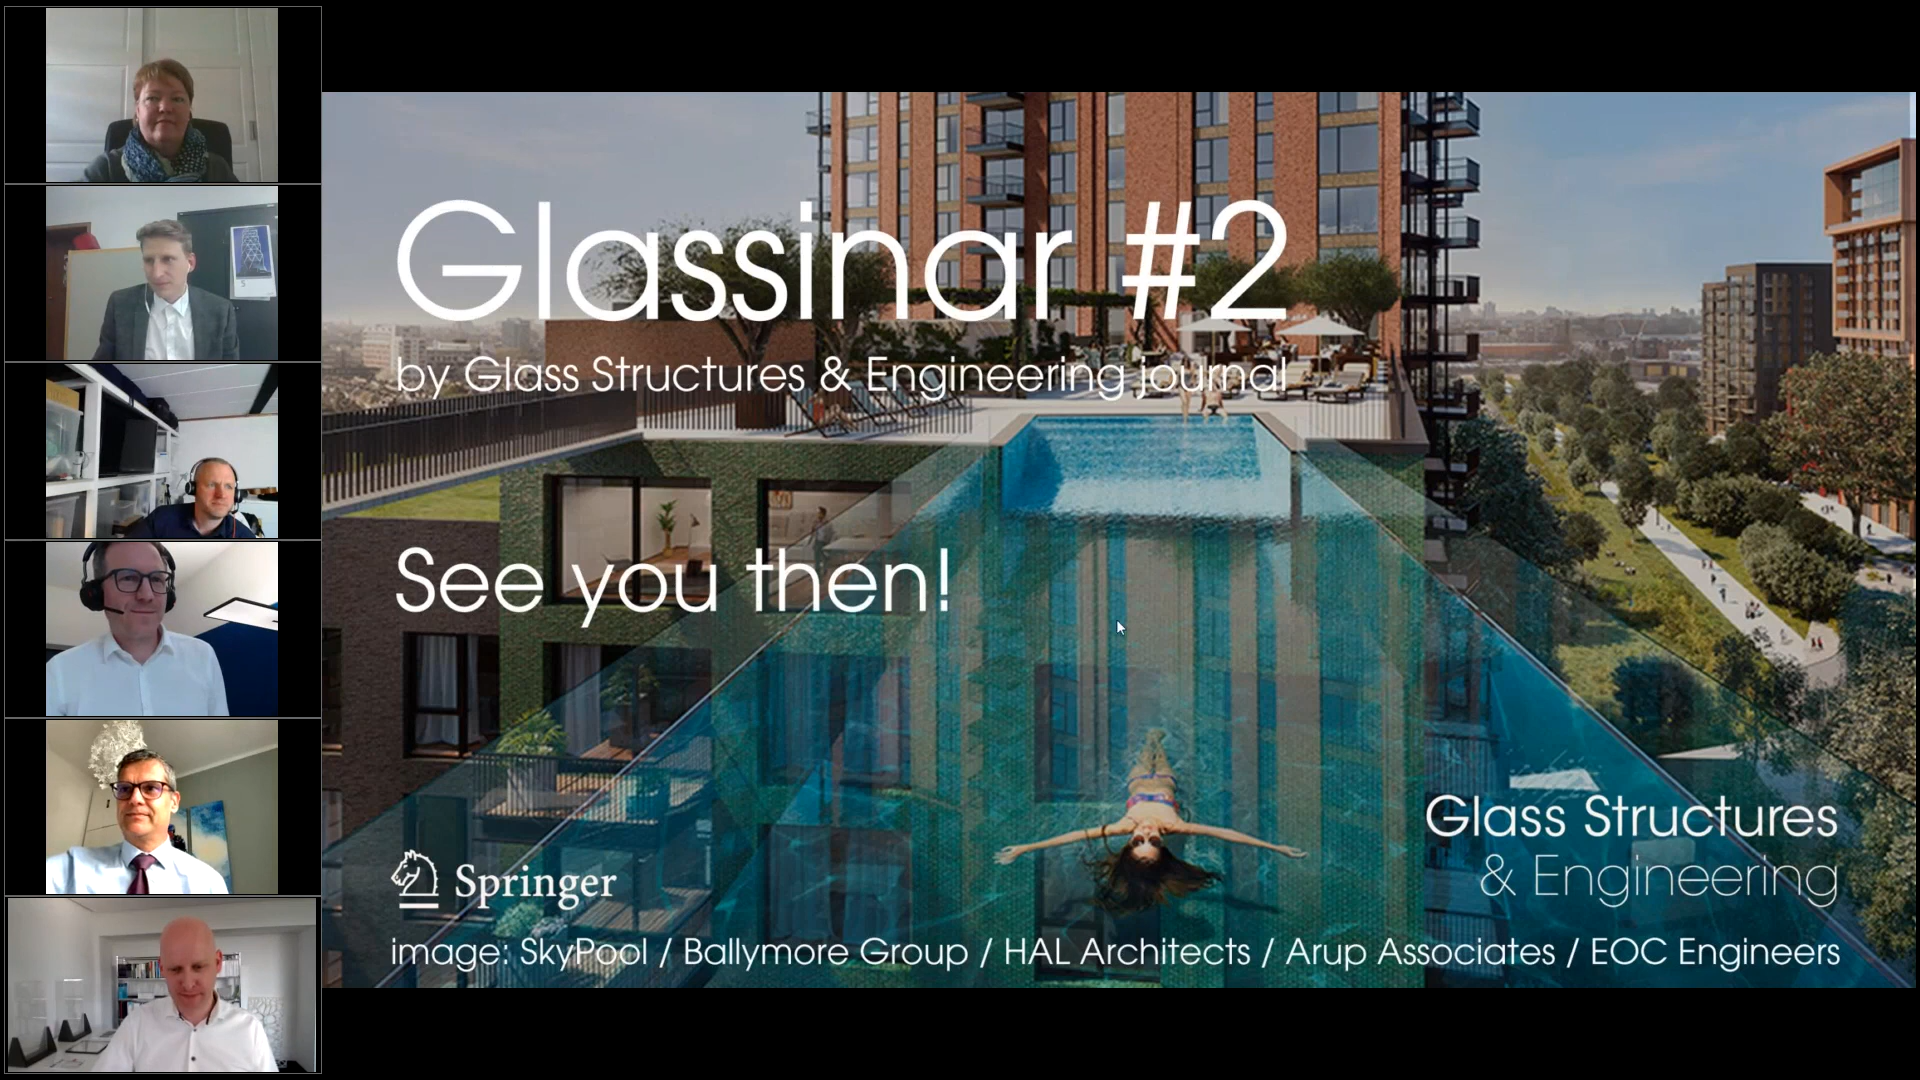 Glassinar #2
by Glass Structures & Engineering journal
See you then!
Glass Structures
& Engineering
Springer
image: SkyPool / Ballymore Group / HAL Architects / Arup Associates / EOC Engineers
5